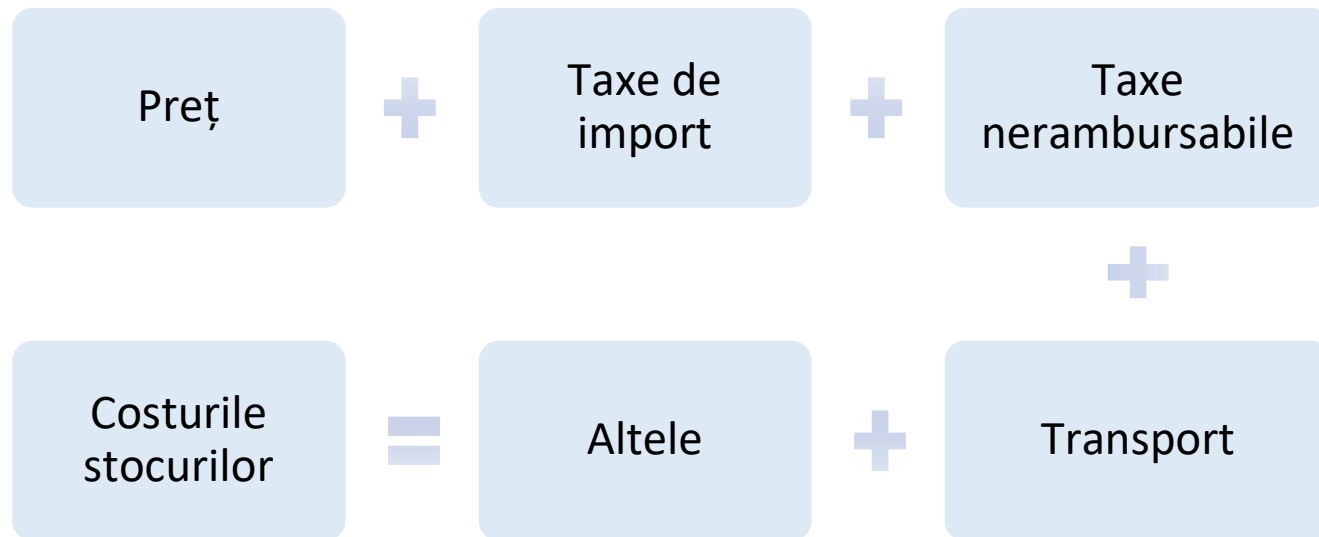 Preț
Taxe de
import
Taxe
nerambursabile
Costurile
stocurilor
Altele
Transport